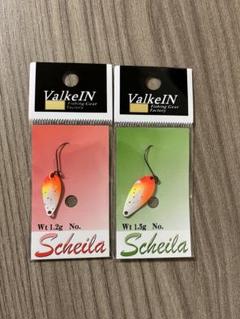 ValkeIN
Fishing Gear
Factory
Wt 1.2g No.
Scheila
ValkeIN
Fishing Gear
Factory
Wt 1.5g No.
Scheila